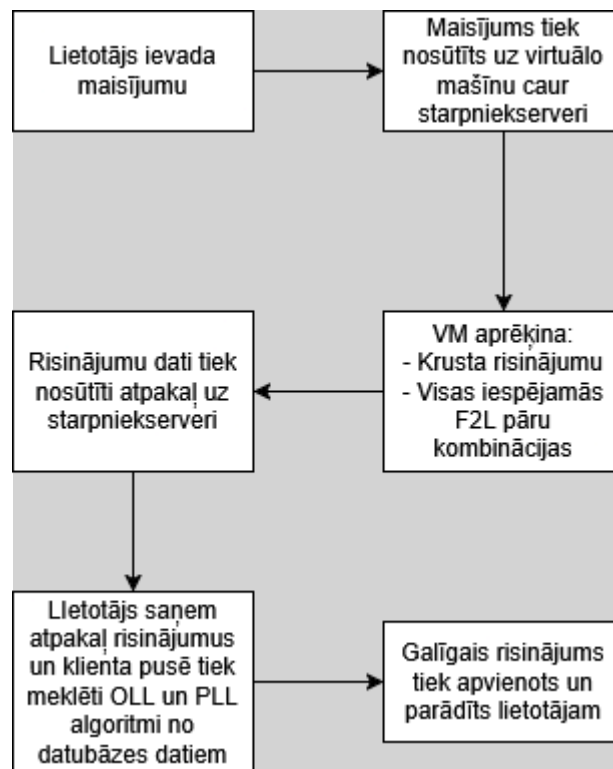 Lietotājs ievada
maisījumu
Maisījums tiek
nosūtīts uz virtuālo
mašīnu caur
starpniekserveri
VM aprēķina:
- Krusta risinājumu
- Visas iespējamās
F2L pāru
kombinācijas
Risinājumu dati tiek
nosūtīti atpakaļ uz
starpniekserveri
LIetotājs saņem
atpakaļ risinājumus
un klienta pusē tiek
meklēti OLL un PLL
algoritmi no
datubāzes datiem
Galīgais risinājums
tiek apvienots un
parādīts lietotājam